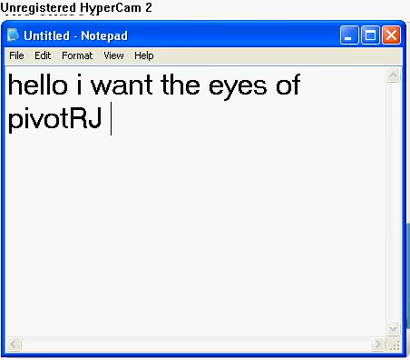 Unregistered HyperCam 2
Untitled - Notepad
File Edit Format View Help
hello i want the eyes of
pivotRJ